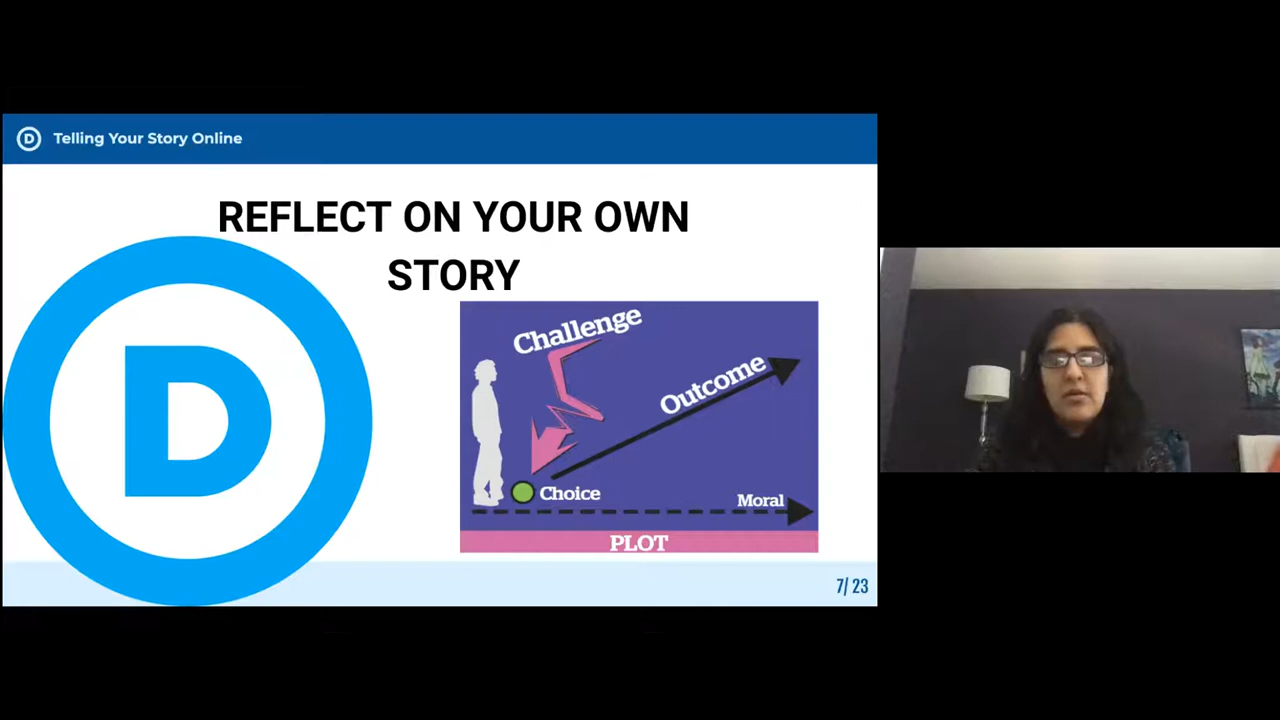 D Telling Your Story Online
REFLECT ON YOUR OWN
STORY
D
Challenge
Outcome
Choice
Moral
PLOT
7/ 23